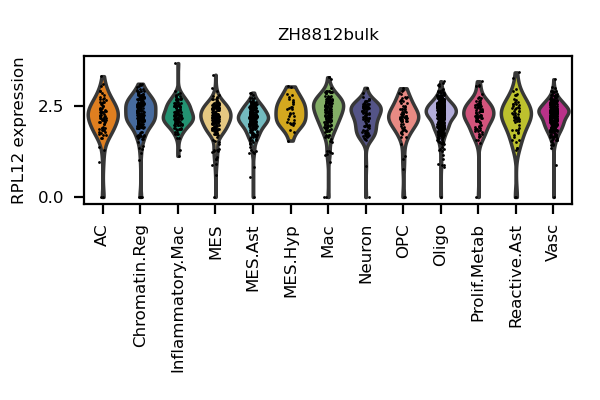 ZH8812bulk
RPL12 expression
2.5
0.0
AC
Chromatin.Reg
Inflammatory.Mac
MES
MES.Ast
MES.Hyp
Mac
Neuron
OPC
Oligo
Prolif.Metab
Reactive.Ast
Vasc